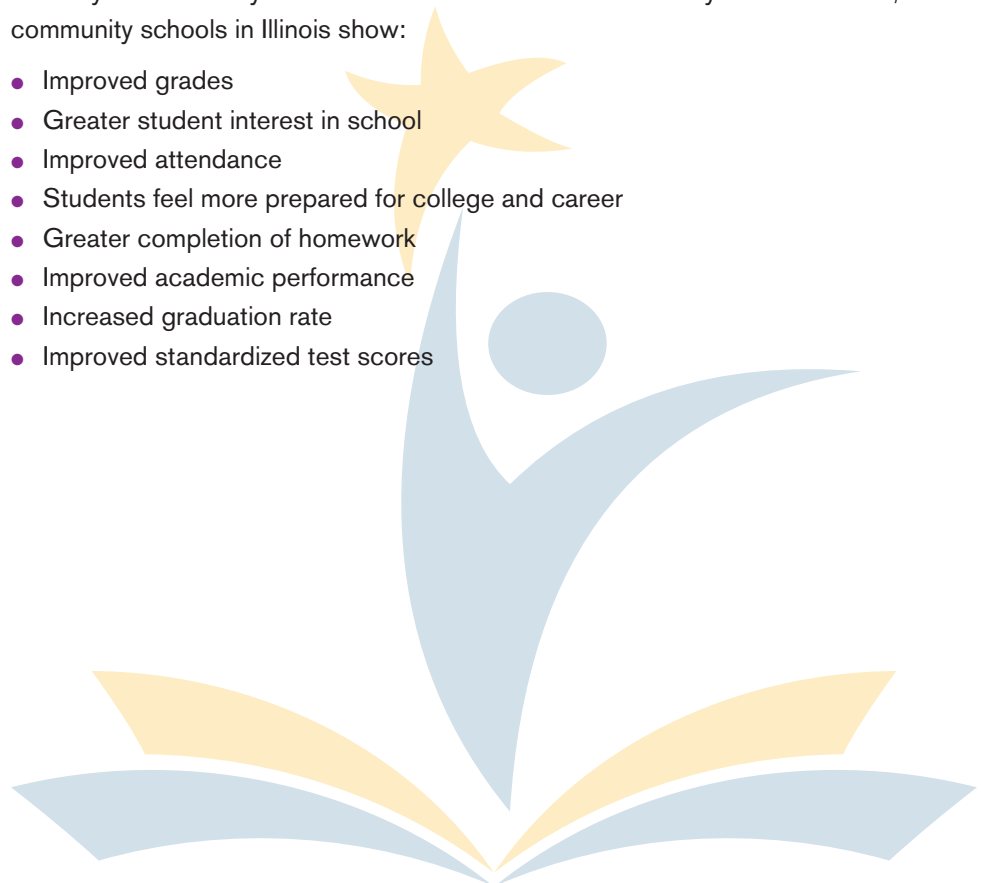 community schools in Illinois show:
● Improved grades
● Greater student interest in school
● Improved attendance
● Students feel more prepared for college and career
● Greater completion of homework
● Improved academic performance
● Increased graduation rate
● Improved standardized test scores